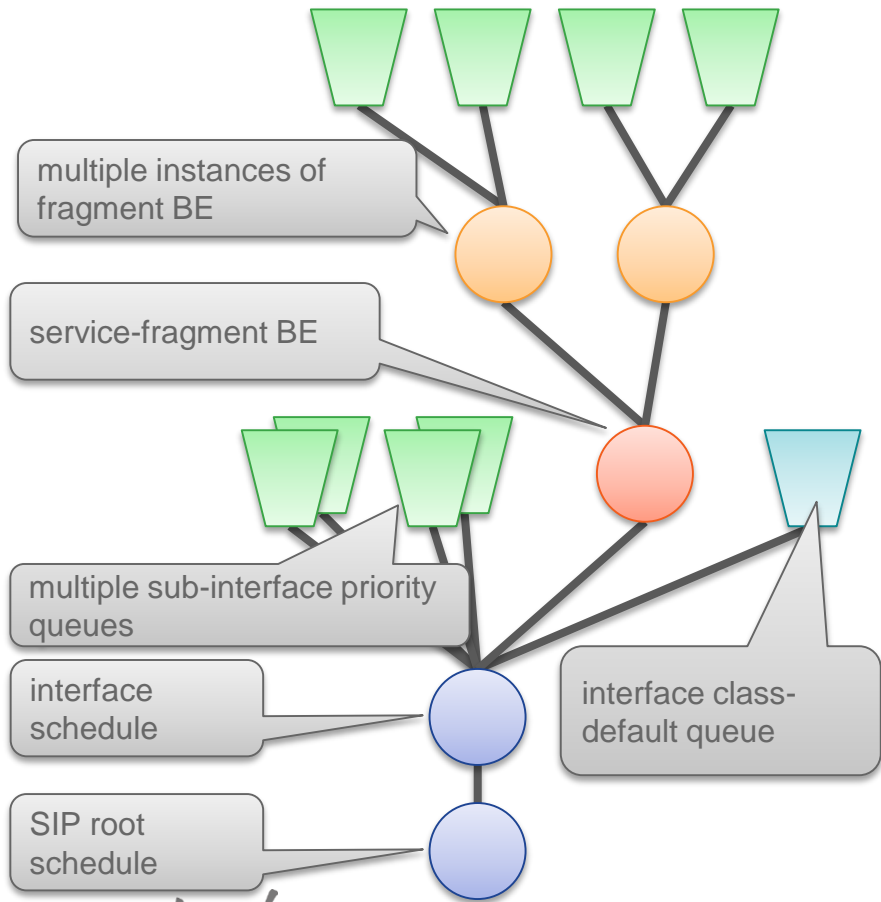 multiple instances of
fragment BE
service-fragment BE
multiple sub-interface priority
queues
interface
schedule
interface class-
default queue
SIP root
schedule